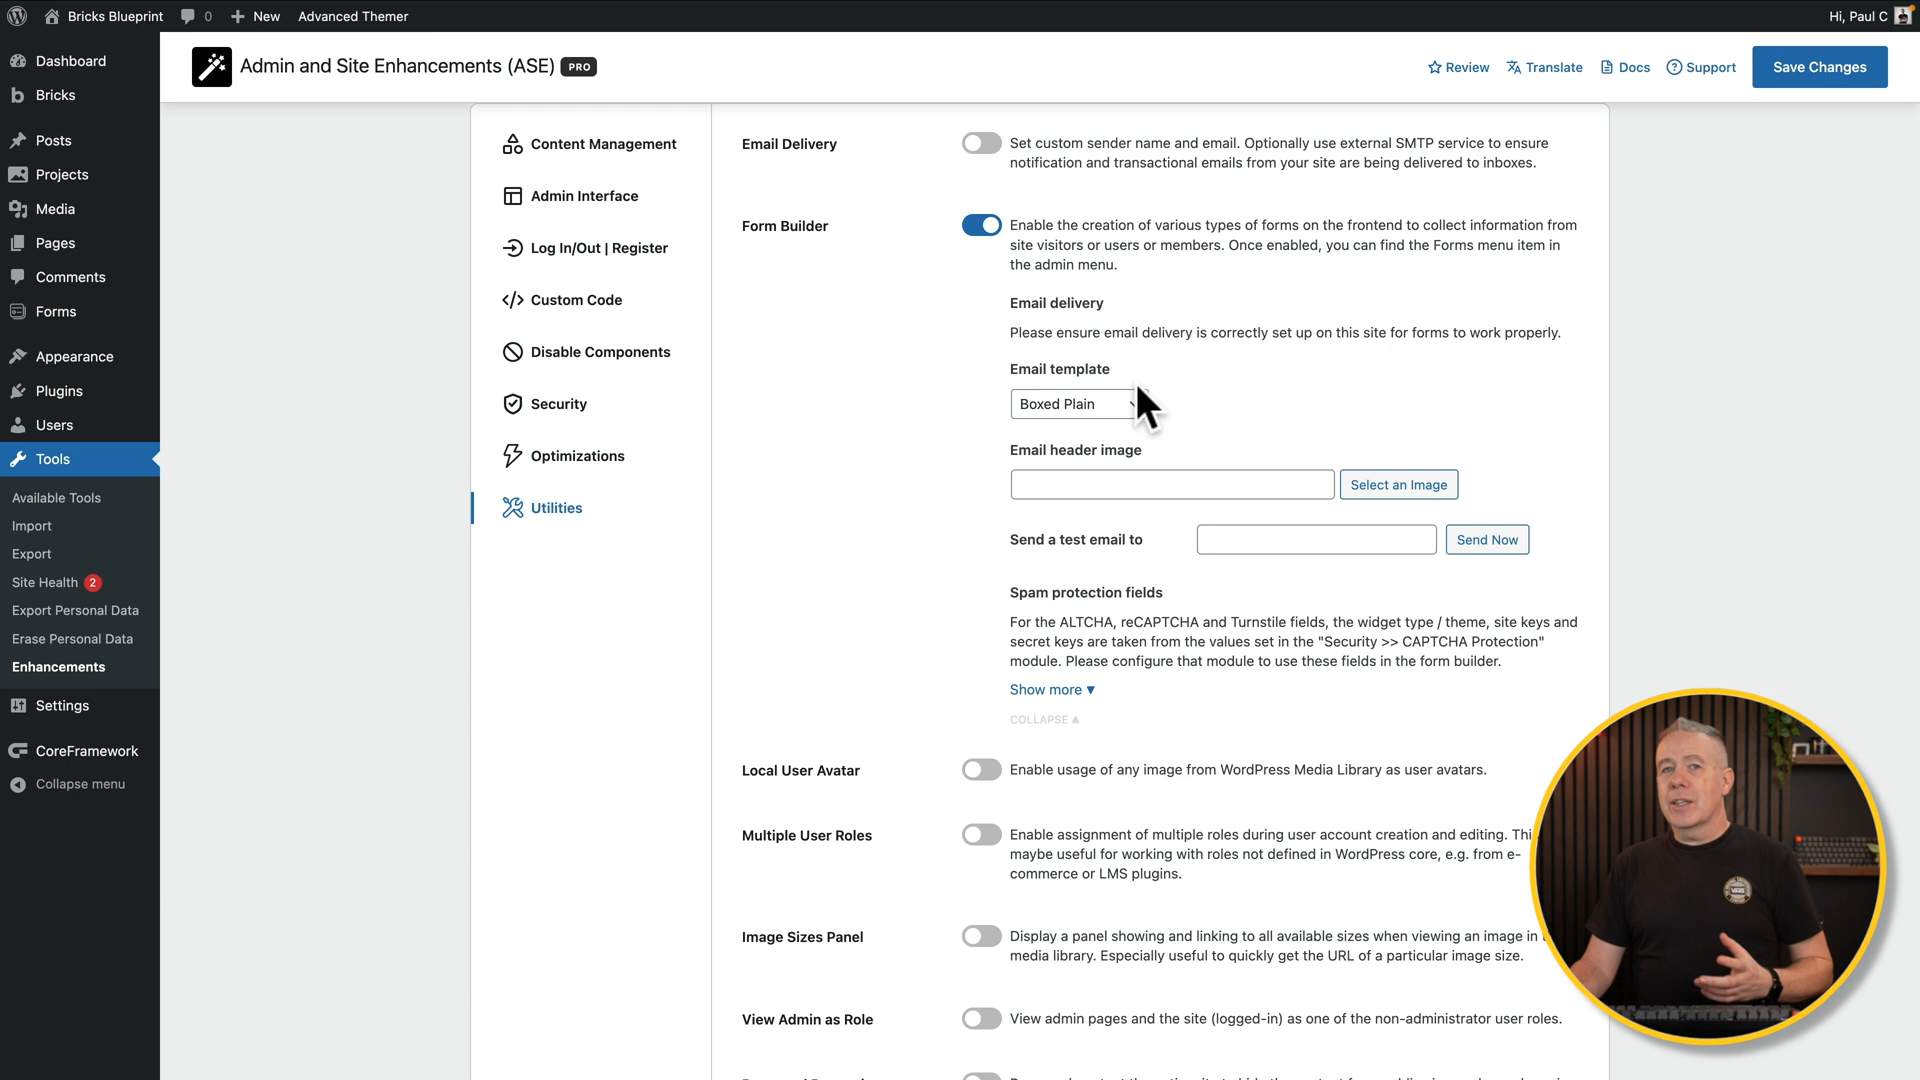 Bricks Blueprint
0
New
Advanced Themer
Hi, Paul C
Dashboard
Bricks
Posts
Projects
Media
Pages
Comments
Forms
Appearance
Plugins
Users
Tools
Available Tools
Import
Export
Site Health 2
Export Personal Data
Erase Personal Data
Enhancements
Settings
CoreFramework
Collapse menu
Admin and Site Enhancements (ASE) PRO
Review
Translate
Docs
Support
Save Changes
Content Management
Admin Interface
Log In/Out | Register
Custom Code
Disable Components
Security
Optimizations
Utilities
Email Delivery
Set custom sender name and email. Optionally use external SMTP service to ensure
notification and transactional emails from your site are being delivered to inboxes.
Form Builder
Enable the creation of various types of forms on the frontend to collect information from
site visitors or users or members. Once enabled, you can find the Forms menu item in
the admin menu.
Email delivery
Please ensure email delivery is correctly set up on this site for forms to work properly.
Email template
Boxed Plain
Email header image
Select an Image
Send a test email to
Send Now
Spam protection fields
For the ALTCHA, reCAPTCHA and Turnstile fields, the widget type / theme, site keys and
secret keys are taken from the values set in the "Security >> CAPTCHA Protection"
module. Please configure that module to use these fields in the form builder.
Show more ▼
COLLAPSE ▲
Local User Avatar
Enable usage of any image from WordPress Media Library as user avatars.
Multiple User Roles
Enable assignment of multiple roles during user account creation and editing.
maybe useful for working with roles not defined in WordPress core, e.g. from e-
commerce or LMS plugins.
Image Sizes Panel
Display a panel showing and linking to all available sizes when viewing an image in
media library. Especially useful to quickly get the URL of a particular image size.
View Admin as Role
View admin pages and the site (logged-in) as one of the non-administrator user roles.